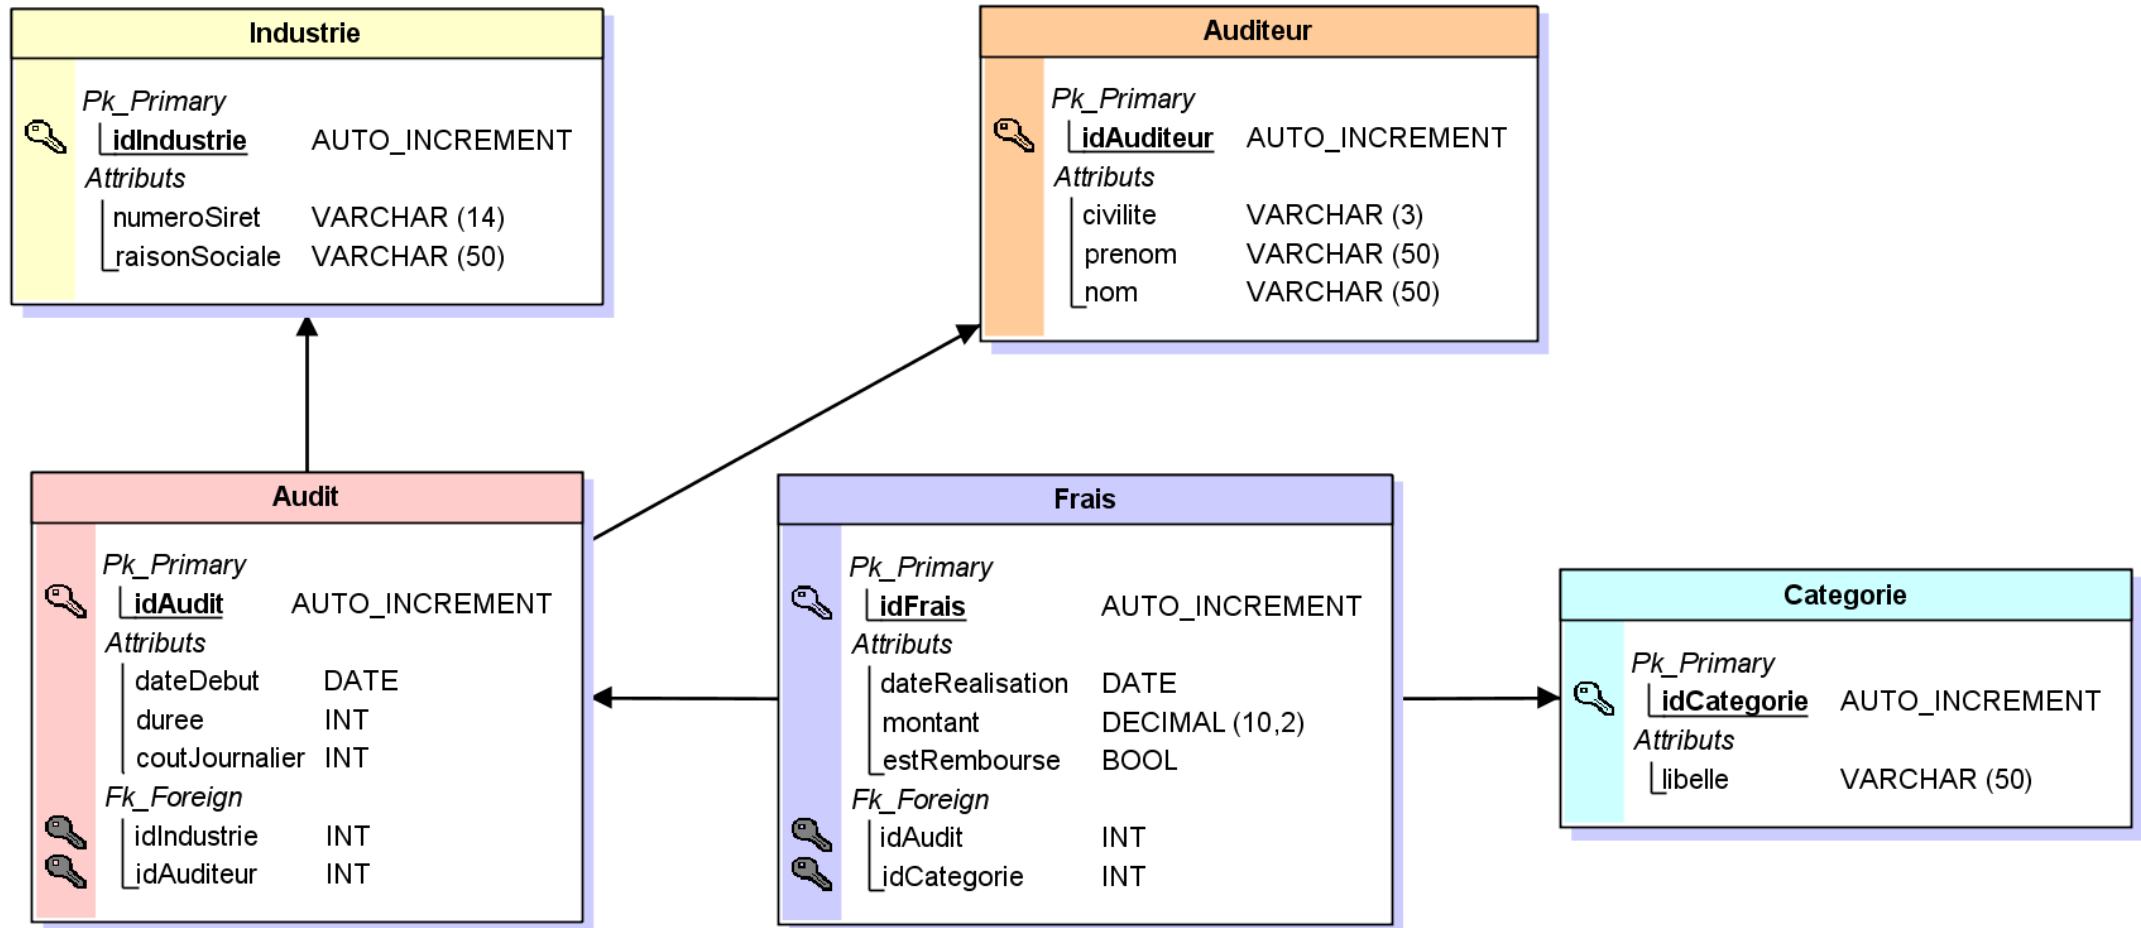 Industrie
Pk_Primary
idIndustrie AUTO_INCREMENT
Attributs
numeroSiret VARCHAR (14)
raisonSociale VARCHAR (50)
Auditeur
Pk_Primary
idAuditeur AUTO_INCREMENT
Attributs
civilite VARCHAR (3)
prenom VARCHAR (50)
nom VARCHAR (50)
Audit
Pk_Primary
idAudit AUTO_INCREMENT
Attributs
dateDebut DATE
duree INT
coutJournalier INT
Fk_Foreign
idIndustrie INT
idAuditeur INT
Frais
Pk_Primary
idFrais AUTO_INCREMENT
Attributs
dateRealisation DATE
montant DECIMAL (10,2)
estRembourse BOOL
Fk_Foreign
idAudit INT
idCategorie INT
Categorie
Pk_Primary
idCategorie AUTO_INCREMENT
Attributs
libelle VARCHAR (50)